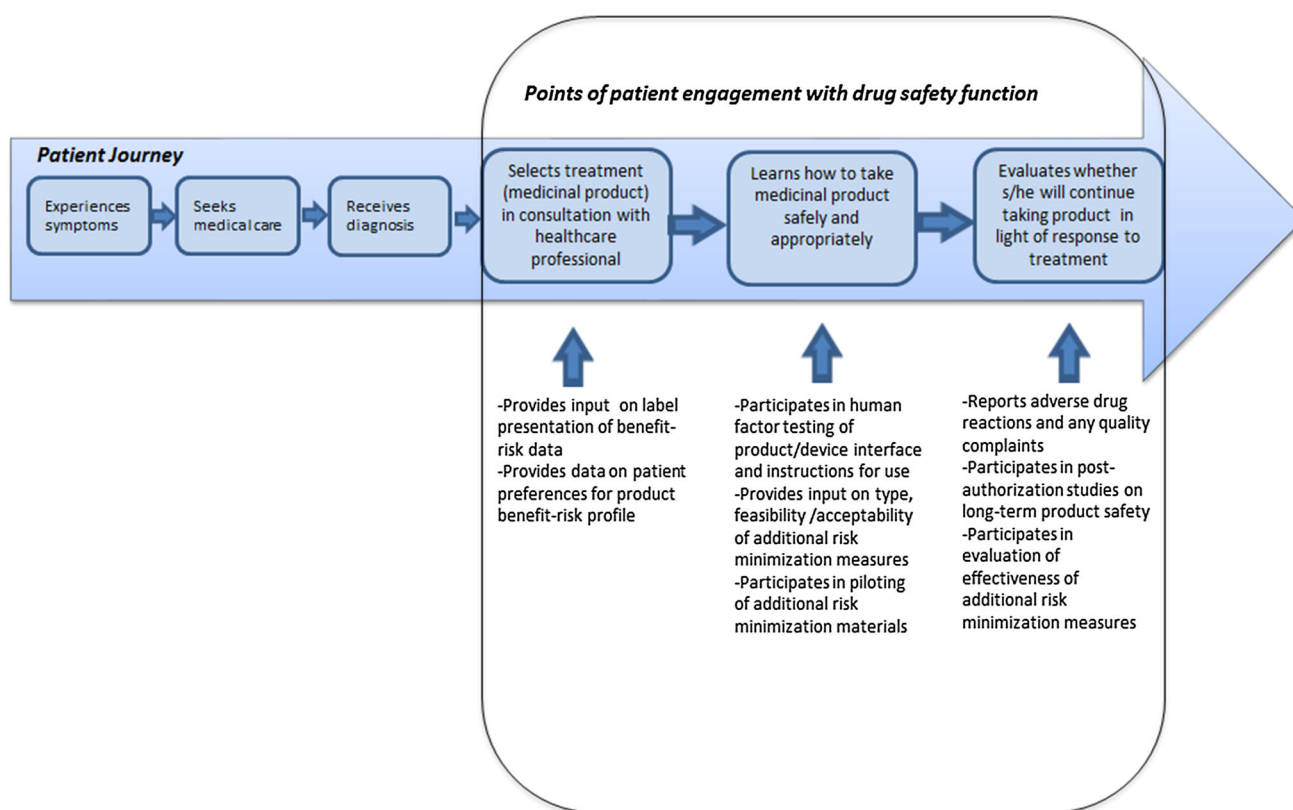 Points of patient engagement with drug safety function
Patient Journey
Experiences
symptoms
Seeks
medical care
Receives
diagnosis
Selects treatment
(medicinal product)
in consultation with
healthcare
professional
Learns how to take
medicinal product
safely and
appropriately
Evaluates whether
s/he will continue
taking product in
light of response to
treatment
-Provides input on label
presentation of benefit-
risk data
-Provides data on patient
preferences for product
benefit-risk profile
-Participates in human
factor testing of
product/device interface
and instructions for use
-Provides input on type,
feasibility /acceptability
of additional risk
minimization measures
-Participates in piloting
of additional risk
minimization materials
-Reports adverse drug
reactions and any quality
complaints
-Participates in post-
authorization studies on
long-term product safety
-Participates in
evaluation of
effectiveness of
additional risk
minimization measures